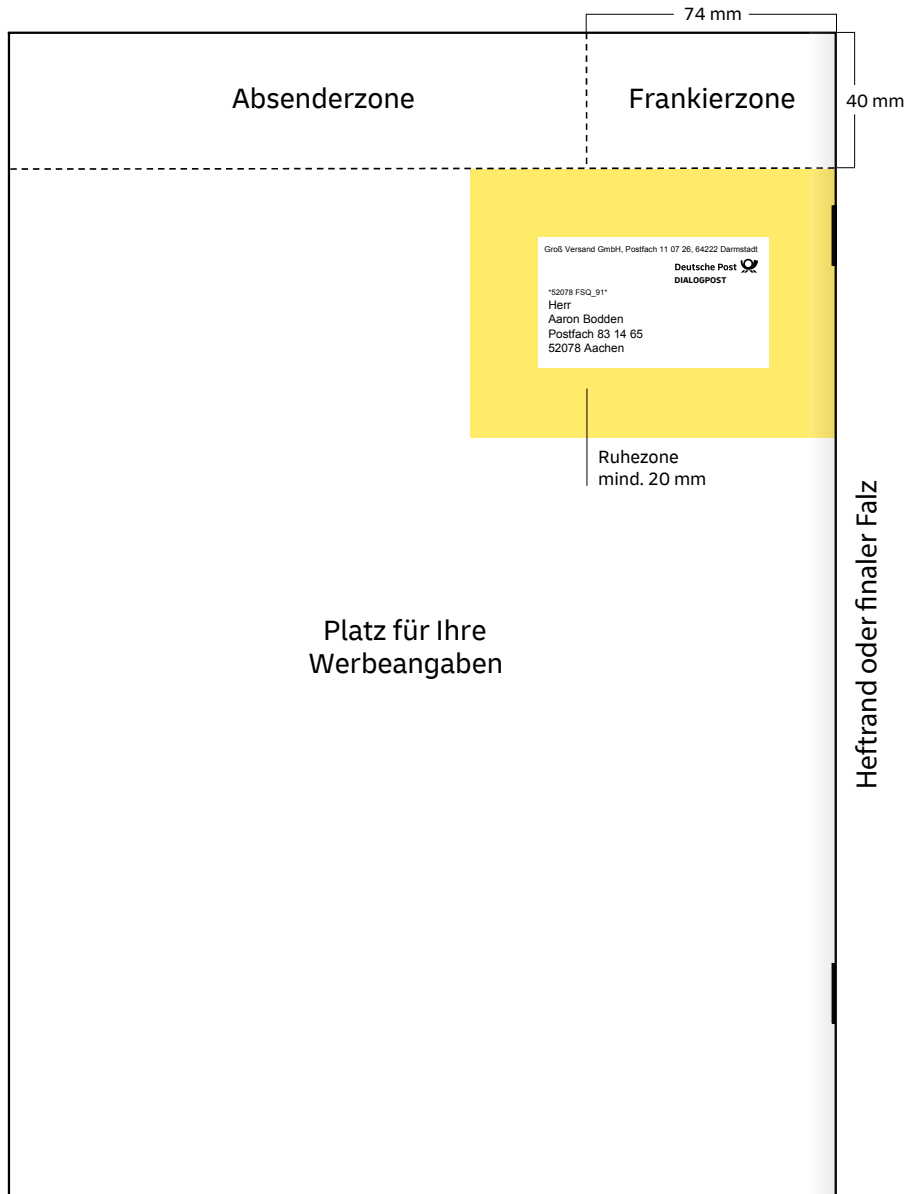 74 mm
Absenderzone
Frankierzone
40 mm
Groß Versand GmbH, Postfach 11 07 26, 64222 Darmstadt
Deutsche Post
DIALOGPOST
*52078 FSQ_91*
Herr
Aaron Bodden
Postfach 83 14 65
52078 Aachen
Ruhezone
mind. 20 mm
Heftrand oder finaler Falz
Platz für Ihre
Werbeangaben